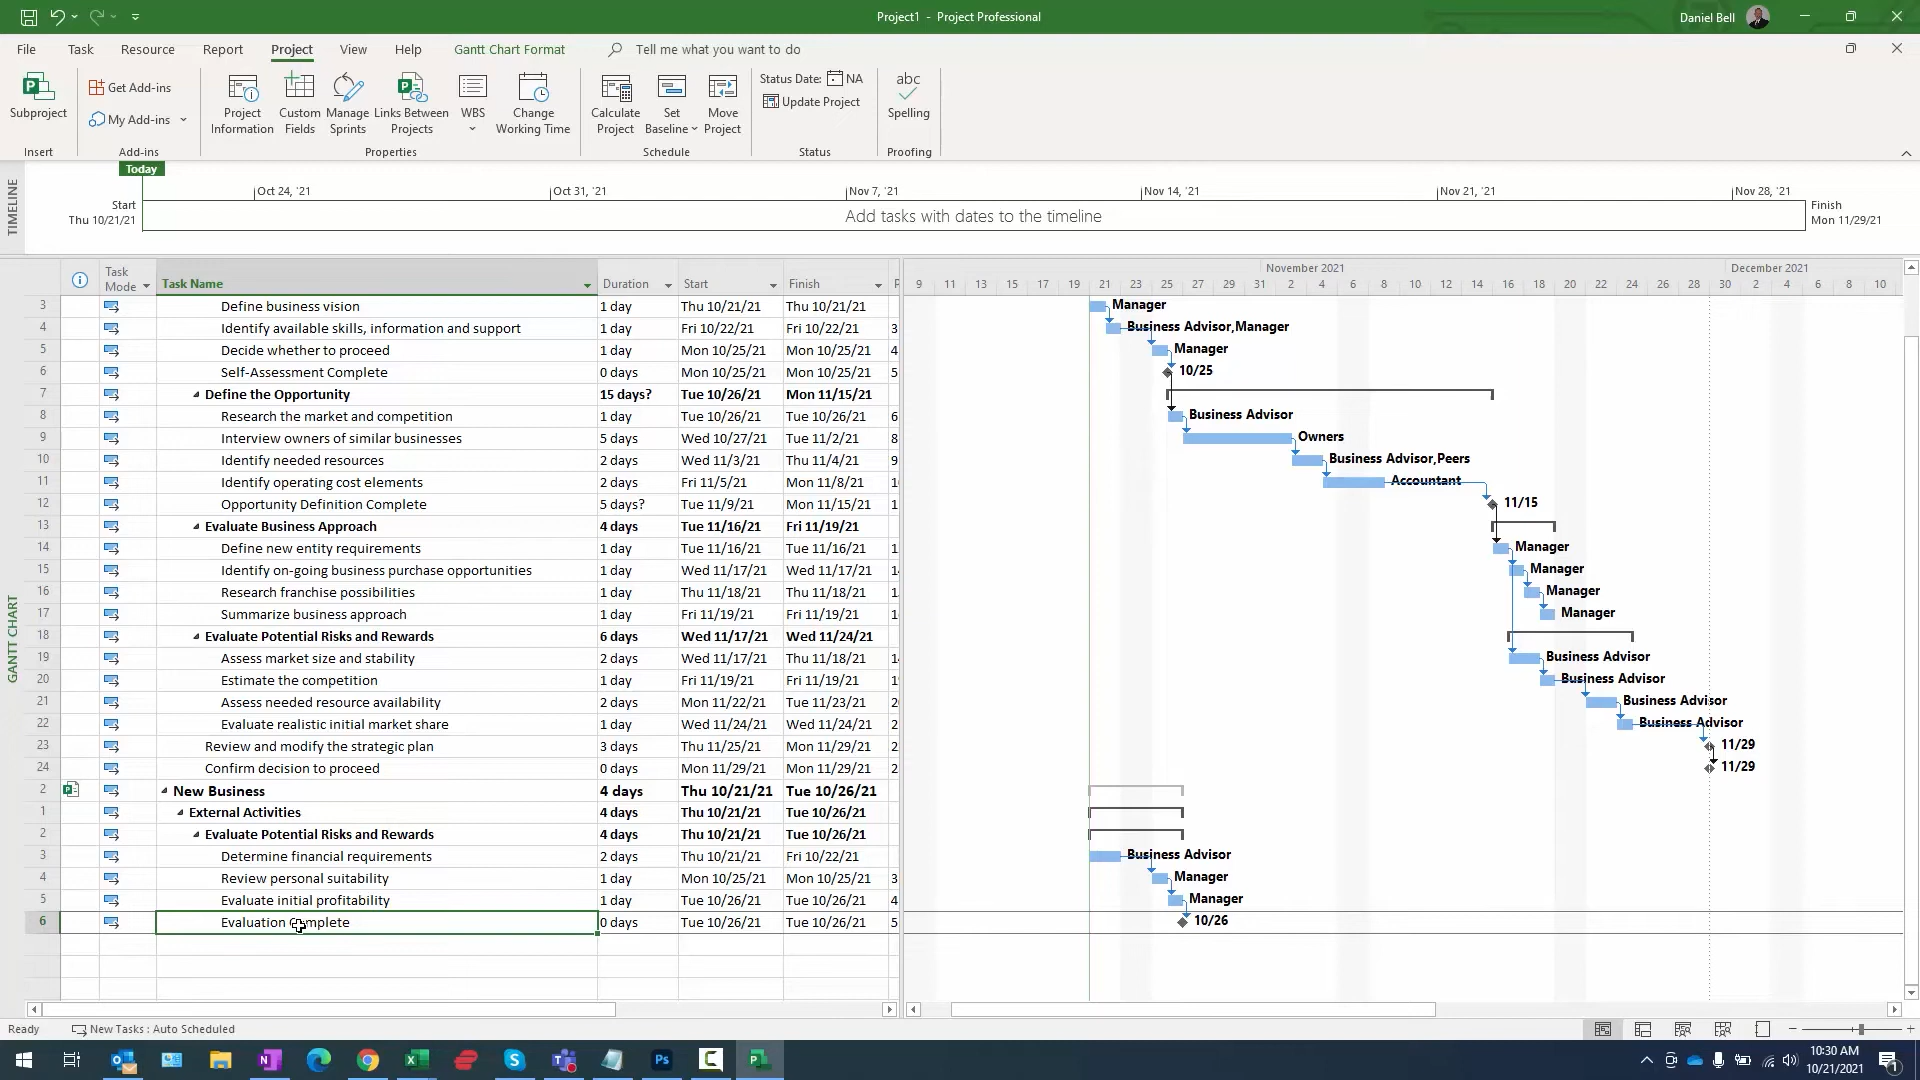 Project1 - Project Professional
Daniel Bell
File Task Resource Report Project View Help Gantt Chart Format Tell me what you want to do
Subproject
Insert
Get Add-ins
My Add-ins
Add-ins
Project Information
Custom Fields
Manage Sprints
Links Between Projects
WBS
Change Working Time
Properties
Calculate Project
Set Baseline
Move Project
Schedule
Status Date: NA
Update Project
Status
abc
Spelling
Proofing
TIMELINE
Today
Oct 24, '21 Oct 31, '21 Nov 7, '21 Nov 14, '21 Nov 21, '21 Nov 28, '21
Start
Thu 10/21/21
Add tasks with dates to the timeline
Finish
Mon 11/29/21
GANTT CHART
Task Mode Task Name Duration Start Finish P
November 2021 December 2021
9 11 13 15 17 19 21 23 25 27 29 31 2 4 6 8 10 12 14 16 18 20 22 24 26 28 30 2 4 6 8 10
3 Define business vision 1 day Thu 10/21/21 Thu 10/21/21 Manager
4 Identify available skills, information and support 1 day Fri 10/22/21 Fri 10/22/21 3 Business Advisor,Manager
5 Decide whether to proceed 1 day Mon 10/25/21 Mon 10/25/21 4 Manager
6 Self-Assessment Complete 0 days Mon 10/25/21 Mon 10/25/21 5 10/25
7 Define the Opportunity 15 days? Tue 10/26/21 Mon 11/15/21
8 Research the market and competition 1 day Tue 10/26/21 Tue 10/26/21 6 Business Advisor
9 Interview owners of similar businesses 5 days Wed 10/27/21 Tue 11/2/21 8 Owners
10 Identify needed resources 2 days Wed 11/3/21 Thu 11/4/21 9 Business Advisor,Peers
11 Identify operating cost elements 2 days Fri 11/5/21 Mon 11/8/21 1 Accountant
12 Opportunity Definition Complete 5 days? Tue 11/9/21 Mon 11/15/21 1 11/15
13 Evaluate Business Approach 4 days Tue 11/16/21 Fri 11/19/21
14 Define new entity requirements 1 day Tue 11/16/21 Tue 11/16/21 1 Manager
15 Identify on-going business purchase opportunities 1 day Wed 11/17/21 Wed 11/17/21 1 Manager
16 Research franchise possibilities 1 day Thu 11/18/21 Thu 11/18/21 1 Manager
17 Summarize business approach 1 day Fri 11/19/21 Fri 11/19/21 1 Manager
18 Evaluate Potential Risks and Rewards 6 days Wed 11/17/21 Wed 11/24/21
19 Assess market size and stability 2 days Wed 11/17/21 Thu 11/18/21 1 Business Advisor
20 Estimate the competition 1 day Fri 11/19/21 Fri 11/19/21 1 Business Advisor
21 Assess needed resource availability 2 days Mon 11/22/21 Tue 11/23/21 2 Business Advisor
22 Evaluate realistic initial market share 1 day Wed 11/24/21 Wed 11/24/21 2 Business Advisor
23 Review and modify the strategic plan 3 days Thu 11/25/21 Mon 11/29/21 2 11/29
24 Confirm decision to proceed 0 days Mon 11/29/21 Mon 11/29/21 2 11/29
2 New Business 4 days Thu 10/21/21 Tue 10/26/21
1 External Activities 4 days Thu 10/21/21 Tue 10/26/21
2 Evaluate Potential Risks and Rewards 4 days Thu 10/21/21 Tue 10/26/21
3 Determine financial requirements 2 days Thu 10/21/21 Fri 10/22/21 Business Advisor
4 Review personal suitability 1 day Mon 10/25/21 Mon 10/25/21 3 Manager
5 Evaluate initial profitability 1 day Tue 10/26/21 Tue 10/26/21 4 Manager
6 Evaluation Complete 0 days Tue 10/26/21 Tue 10/26/21 5 10/26
Ready New Tasks : Auto Scheduled
10:30 AM
10/21/2021